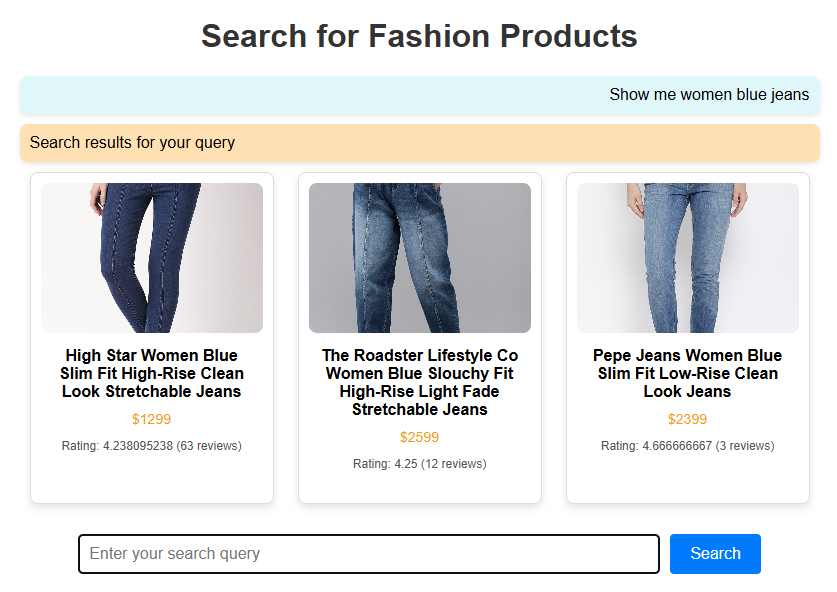 Search for Fashion Products
Show me women blue jeans
Search results for your query
High Star Women Blue
Slim Fit High-Rise Clean
Look Stretchable Jeans
$1299
Rating: 4.238095238 (63 reviews)
The Roadster Lifestyle Co
Women Blue Slouchy Fit
High-Rise Light Fade
Stretchable Jeans
$2599
Rating: 4.25 (12 reviews)
Pepe Jeans Women Blue
Slim Fit Low-Rise Clean
Look Jeans
$2399
Rating: 4.666666667 (3 reviews)
Enter your search query
Search